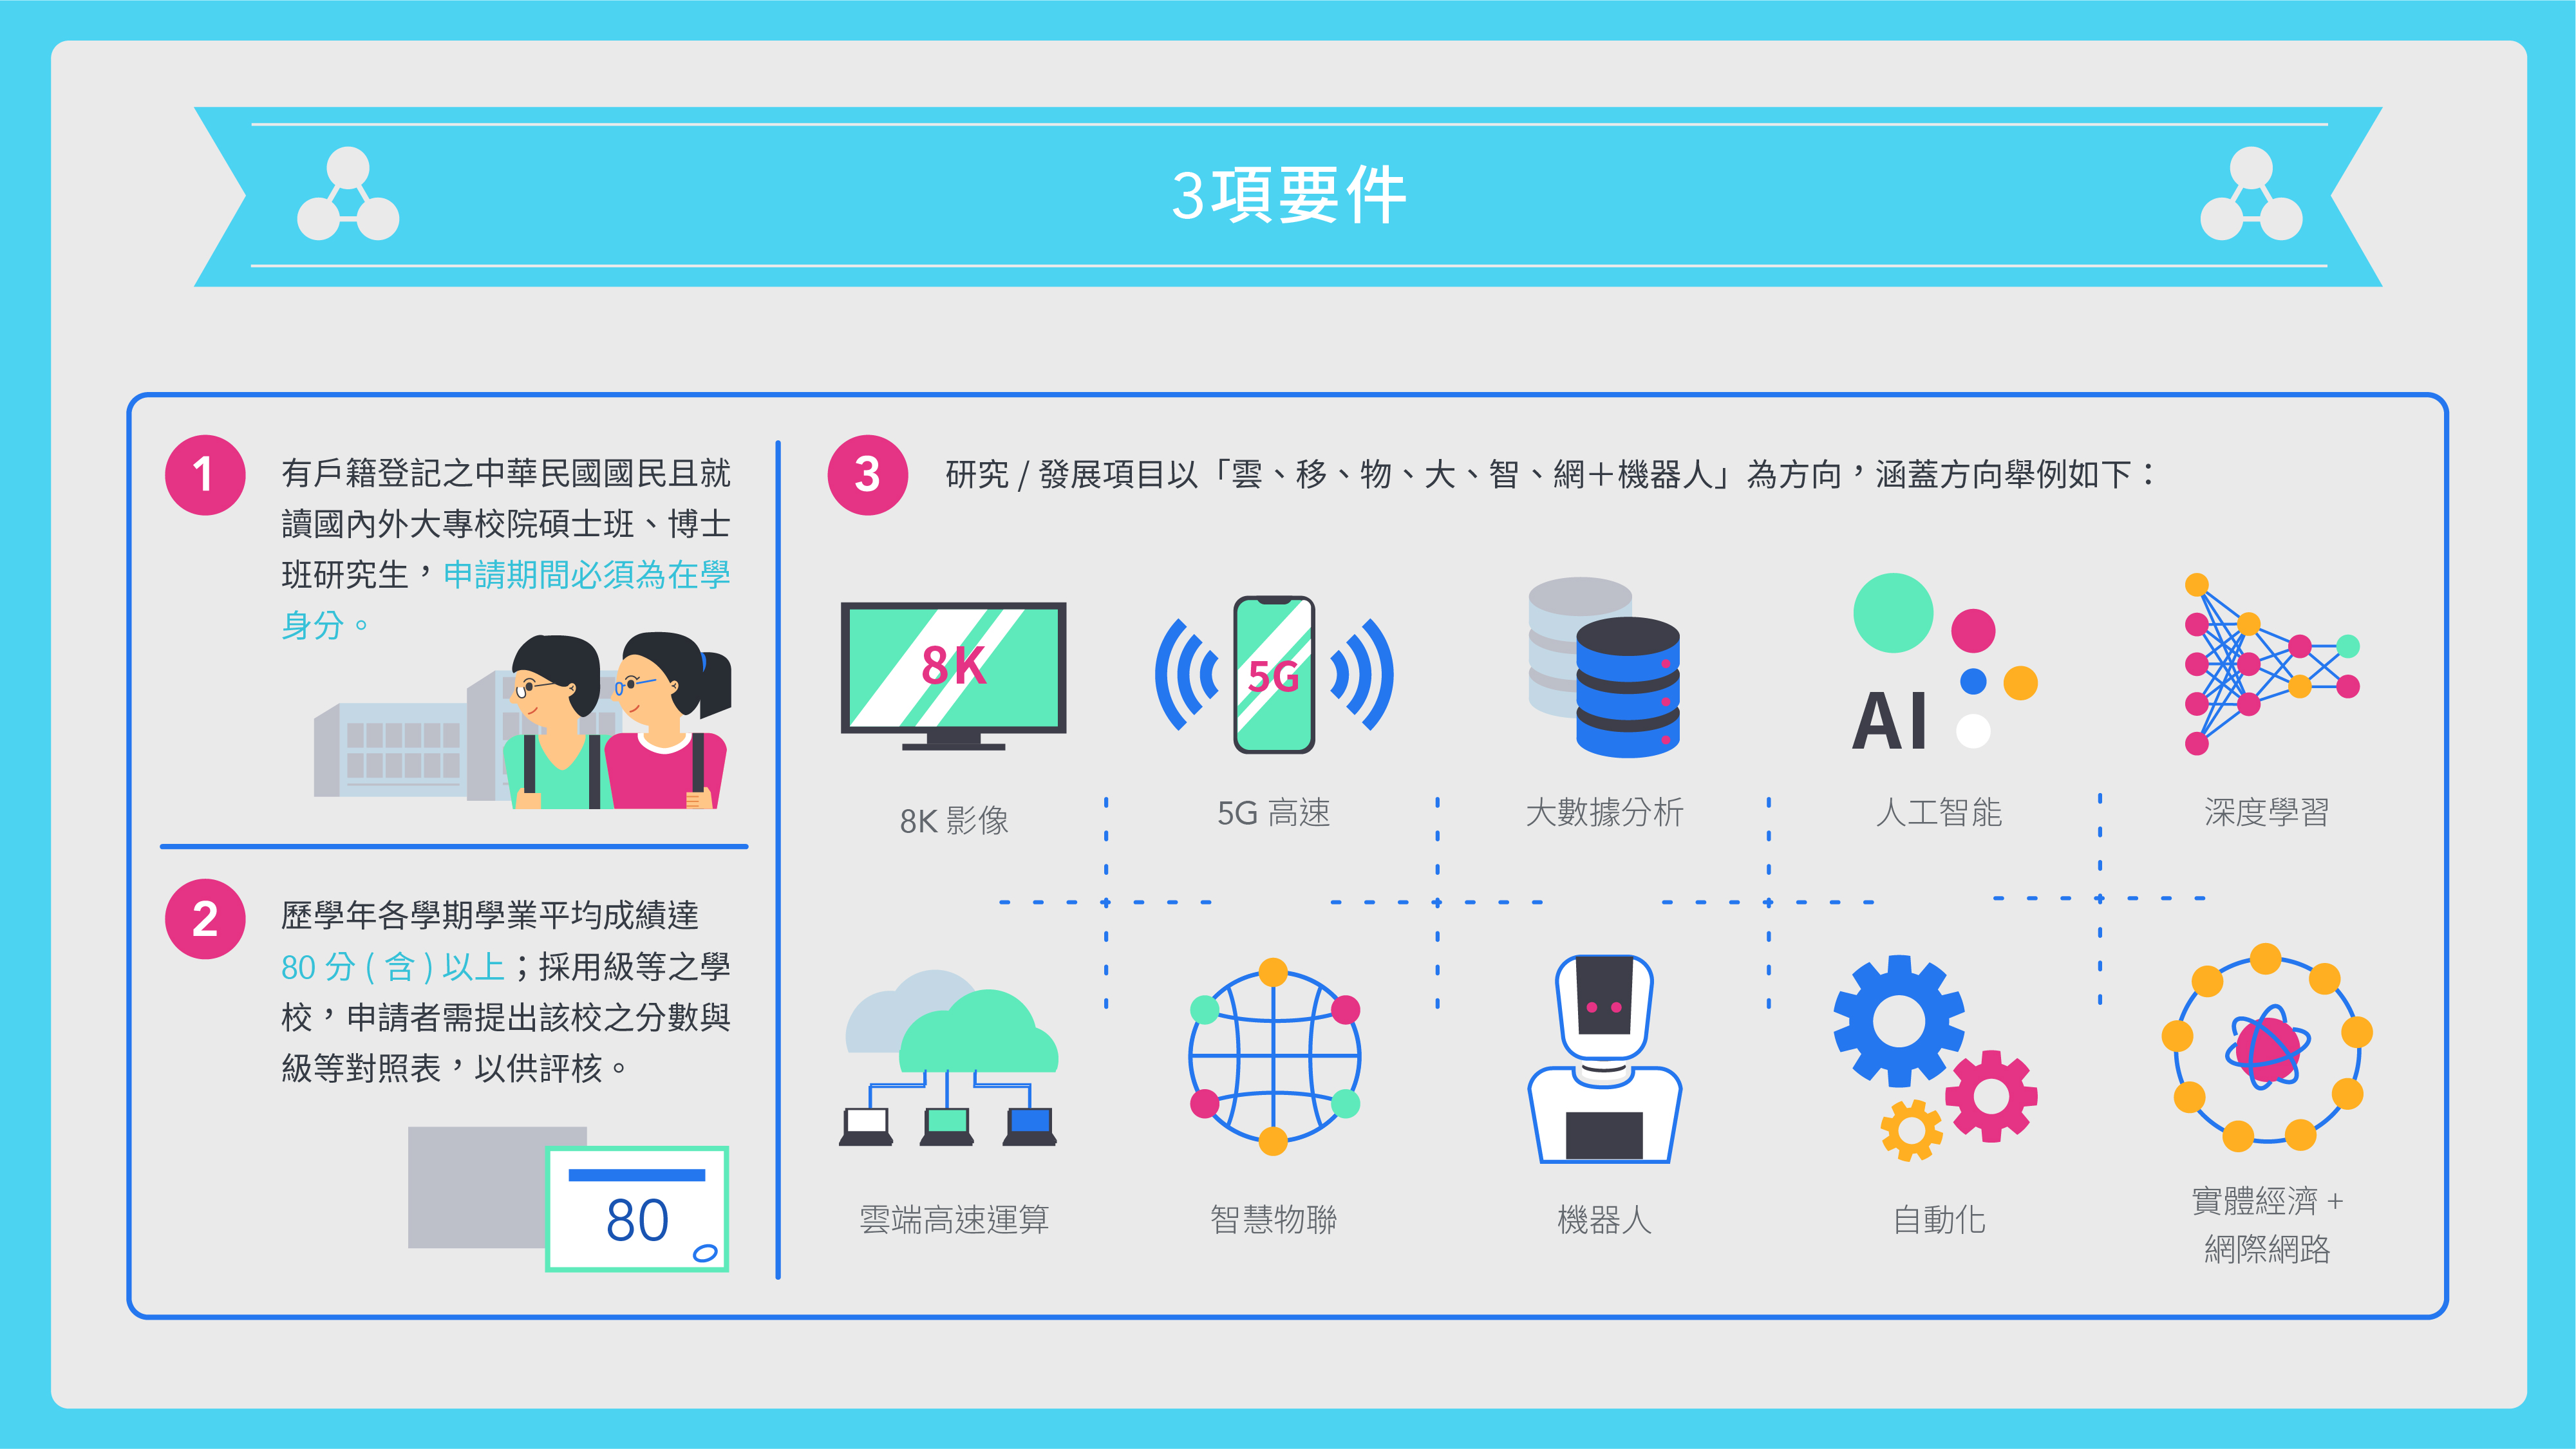 3項要件
1
有戶籍登記之中華民國國民且就
讀國內外大專校院碩士班、博士
班研究生，申請期間必須為在學
身分。
2
歷學年各學期學業平均成績達
80 分 ( 含 ) 以上；採用級等之學
校，申請者需提出該校之分數與
級等對照表，以供評核。
80
3
研究 / 發展項目以「雲、移、物、大、智、網＋機器人」為方向，涵蓋方向舉例如下：
8K
8K 影像
5G
5G 高速
大數據分析
AI
人工智能
深度學習
雲端高速運算
智慧物聯
機器人
自動化
實體經濟 +
網際網路